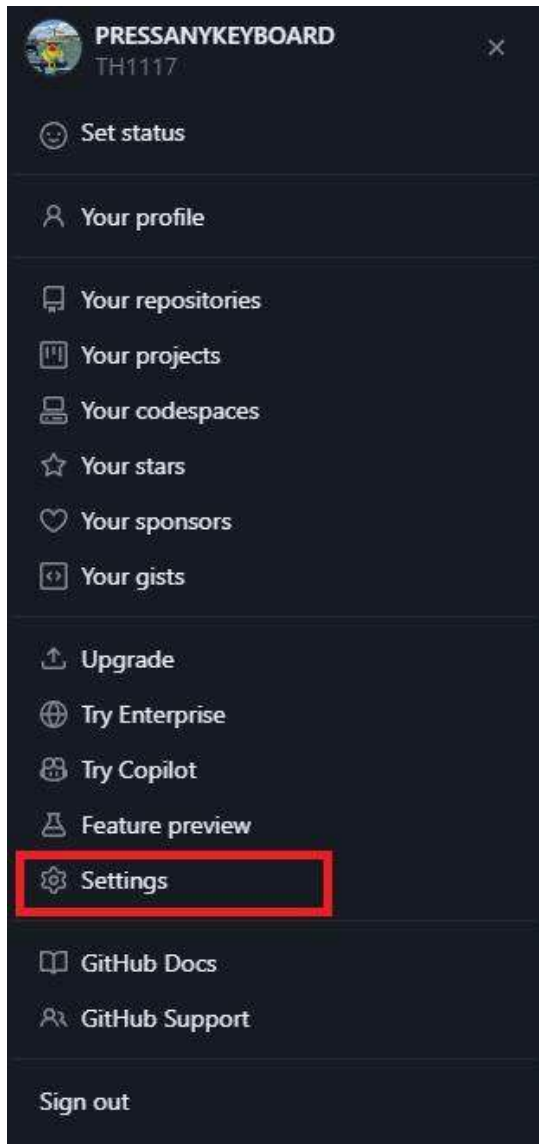 PRESSANYKEYBOARD
TH1117
Set status
Your profile
Your repositories
Your projects
Your codespaces
Your stars
Your sponsors
Your gists
Upgrade
Try Enterprise
Try Copilot
Feature preview
Settings
GitHub Docs
GitHub Support
Sign out